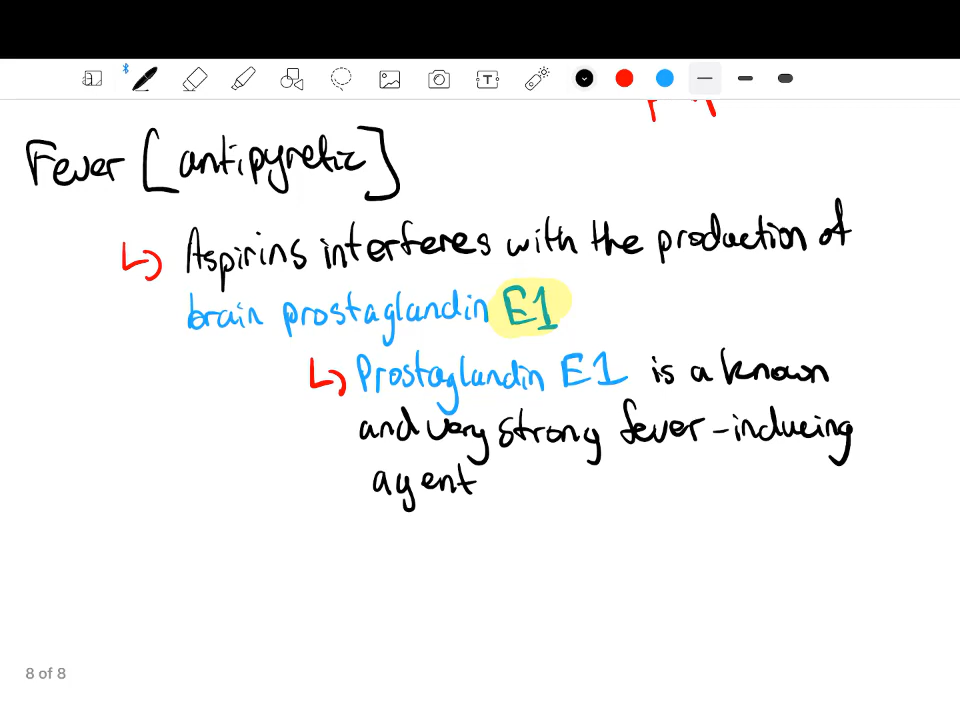 Fever [antipyretic]
Aspirins interferes with the production of
brain prostaglandin E1
Prostaglandin E1 is a known
and very strong fever-inducing
agent
8 of 8